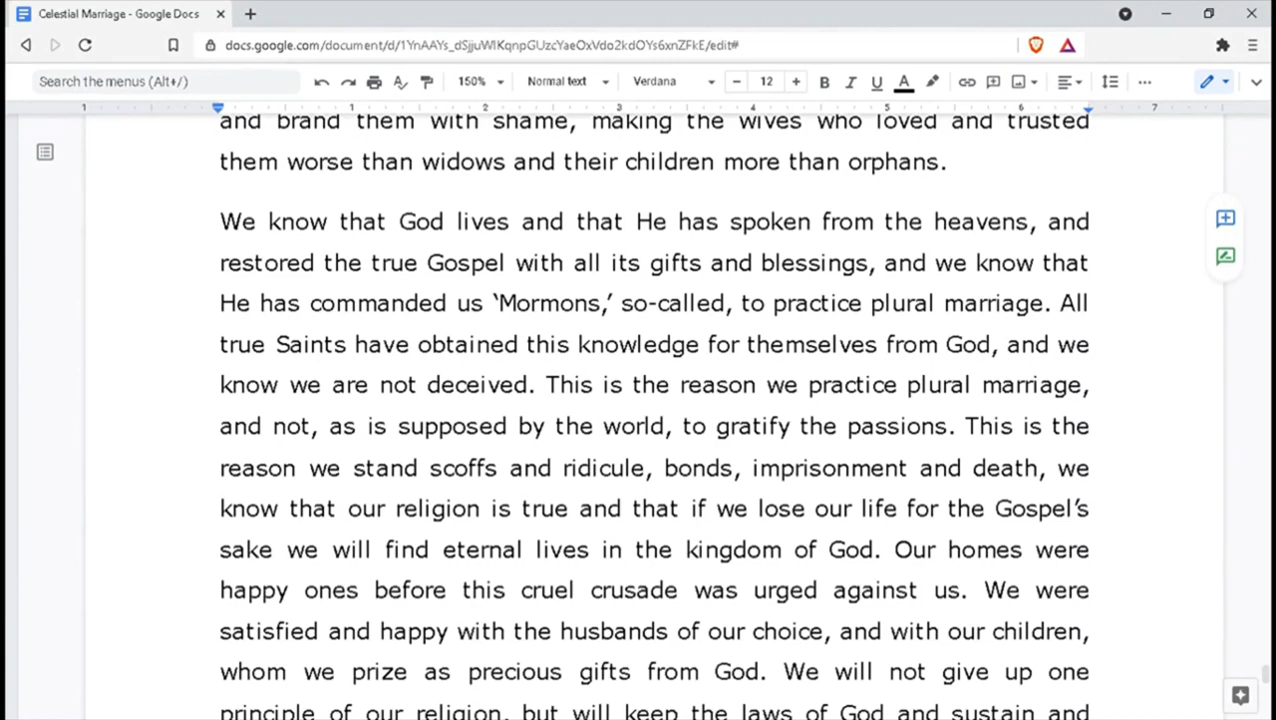 Celestial Marriage - Google Docs
docs.google.com/document/d/1YnAAYs_dSjjuWlKqnpGUzcYaeOxVdo2kdOYs6xnZFkE/edit#
Search the menus (Alt+/)
150%
Normal text
Verdana
12
B I U A
1 1 2 3 4 5 6 7
and brand them with shame, making the wives who loved and trusted
them worse than widows and their children more than orphans.
We know that God lives and that He has spoken from the heavens, and
restored the true Gospel with all its gifts and blessings, and we know that
He has commanded us ‘Mormons,’ so-called, to practice plural marriage. All
true Saints have obtained this knowledge for themselves from God, and we
know we are not deceived. This is the reason we practice plural marriage,
and not, as is supposed by the world, to gratify the passions. This is the
reason we stand scoffs and ridicule, bonds, imprisonment and death, we
know that our religion is true and that if we lose our life for the Gospel’s
sake we will find eternal lives in the kingdom of God. Our homes were
happy ones before this cruel crusade was urged against us. We were
satisfied and happy with the husbands of our choice, and with our children,
whom we prize as precious gifts from God. We will not give up one
principle of our religion, but will keep the laws of God and sustain and